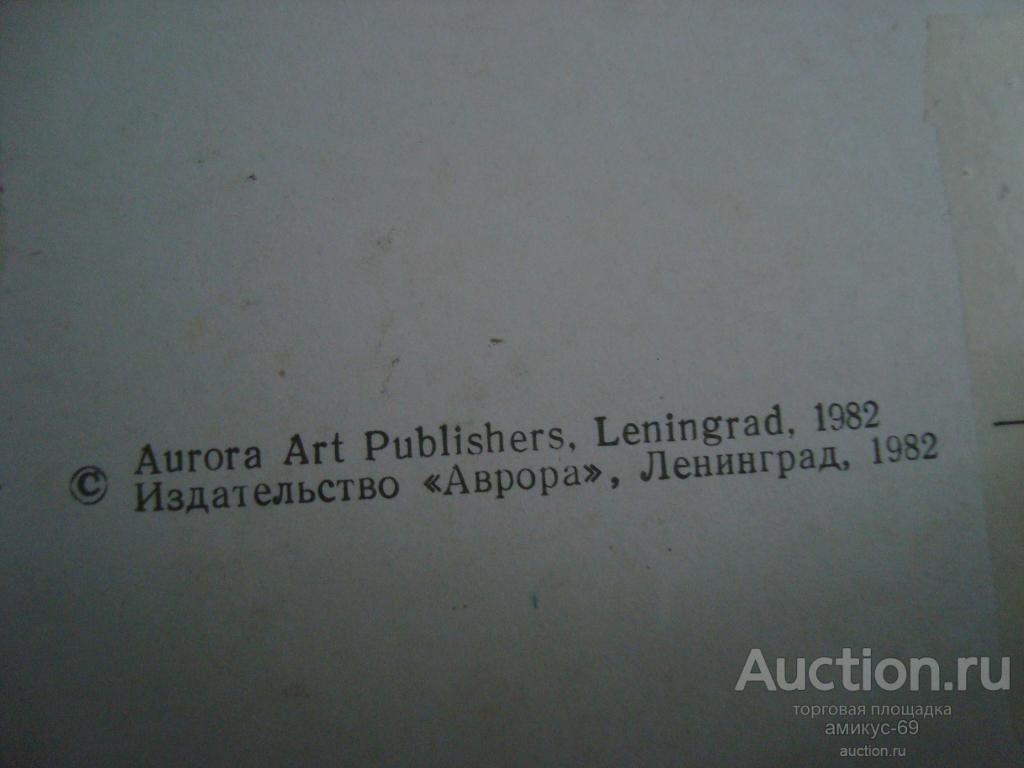 Aurora Art Publishers, Leningrad, 1982
© Издательство «Аврора», Ленинград, 1982
Auction.ru
торговая площадка
амикус-69
auction.ru